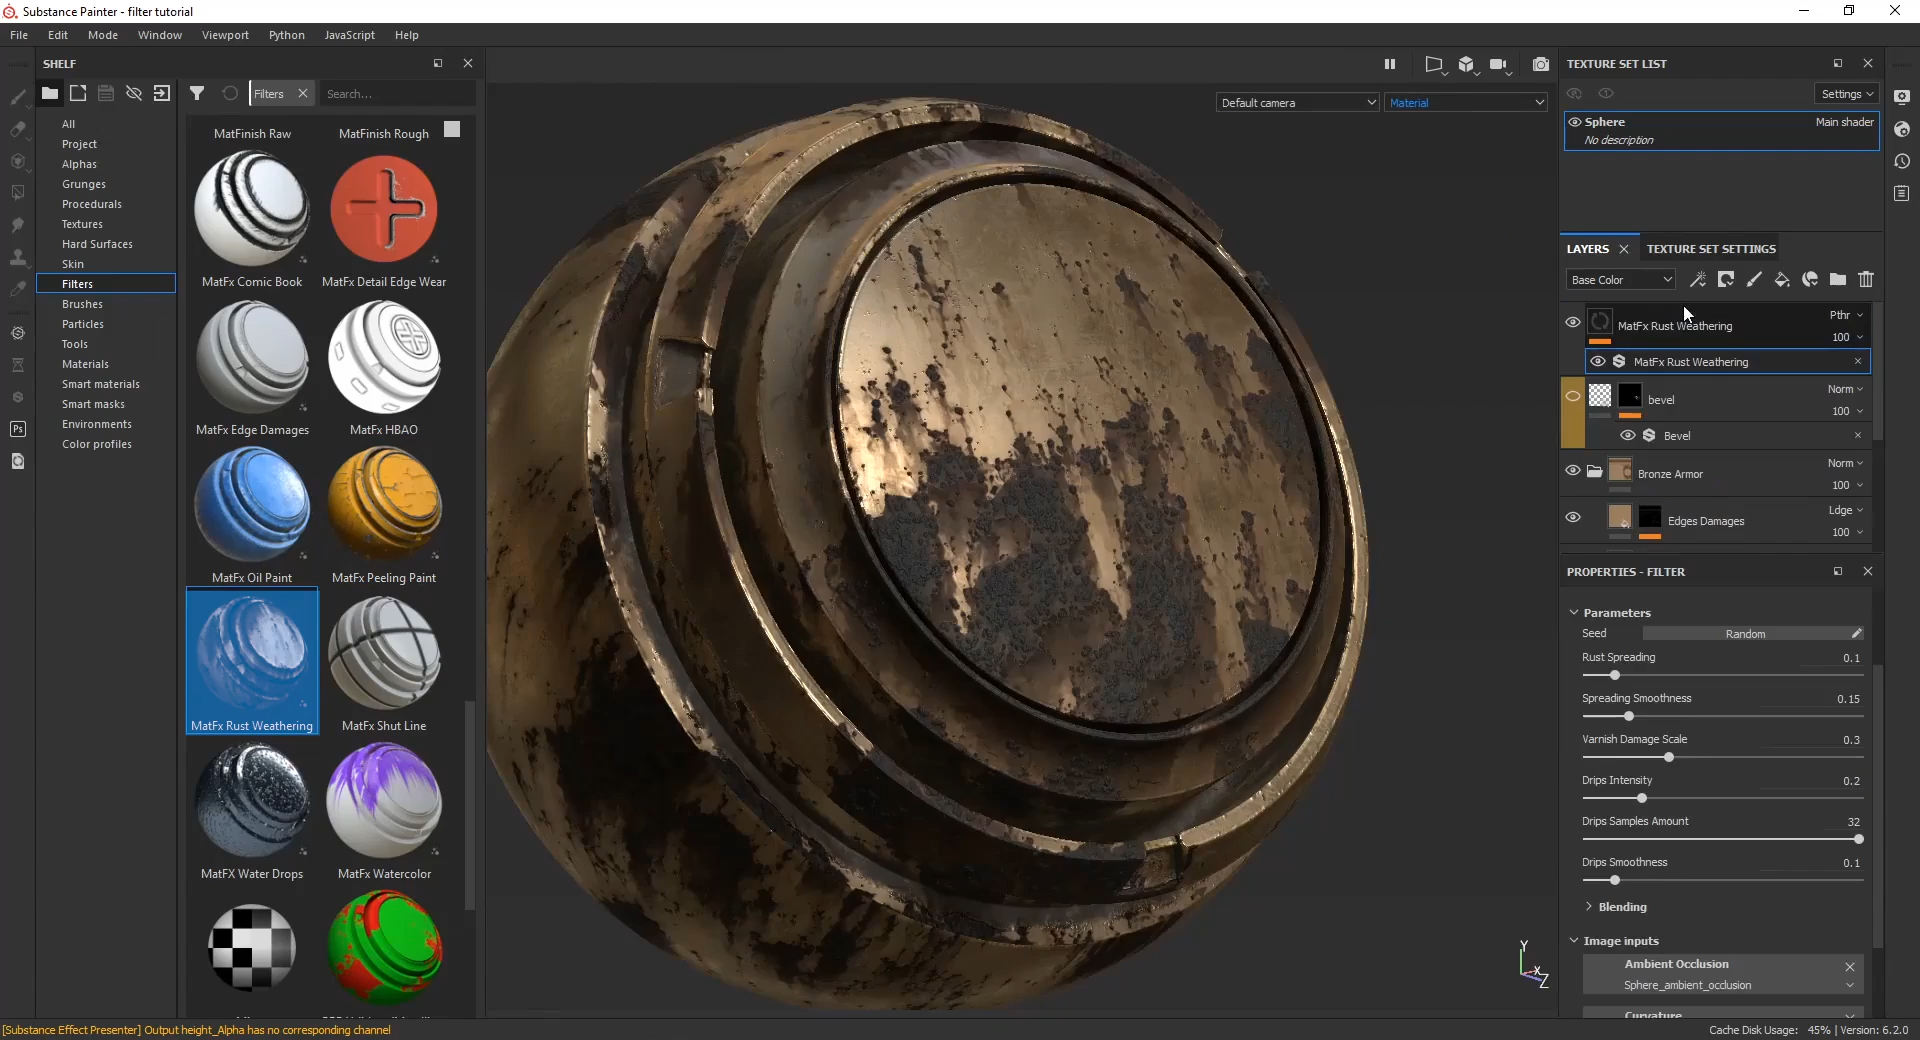 Substance Painter - filter tutorial
File Edit Mode Window Viewport Python JavaScript Help
SHELF
Filters
Search...
All
Project
Alphas
Grunges
Procedurals
Textures
Hard Surfaces
Skin
Filters
Brushes
Particles
Tools
Materials
Smart materials
Smart masks
Environments
Color profiles
Ps
MatFinish Raw MatFinish Rough
MatFx Comic Book MatFx Detail Edge Wear
MatFx Edge Damages MatFx HBAO
MatFx Oil Paint MatFx Peeling Paint
MatFx Rust Weathering MatFx Shut Line
MatFX Water Drops MatFx Watercolor
Default camera
Material
Y
X
Z
TEXTURE SET LIST
Settings
Sphere Main shader
No description
LAYERS TEXTURE SET SETTINGS
Base Color
MatFx Rust Weathering Pthr
100
MatFx Rust Weathering
bevel Norm
100
Bevel
Bronze Armor Norm
100
Edges Damages Ldge
100
PROPERTIES - FILTER
Parameters
Seed Random
Rust Spreading 0.1
Spreading Smoothness 0.15
Varnish Damage Scale 0.3
Drips Intensity 0.2
Drips Samples Amount 32
Drips Smoothness 0.1
Blending
Image inputs
Ambient Occlusion
Sphere_ambient_occlusion
Curvature
[Substance Effect Presenter] Output height_Alpha has no corresponding channel
Cache Disk Usage: 45% | Version: 6.2.0